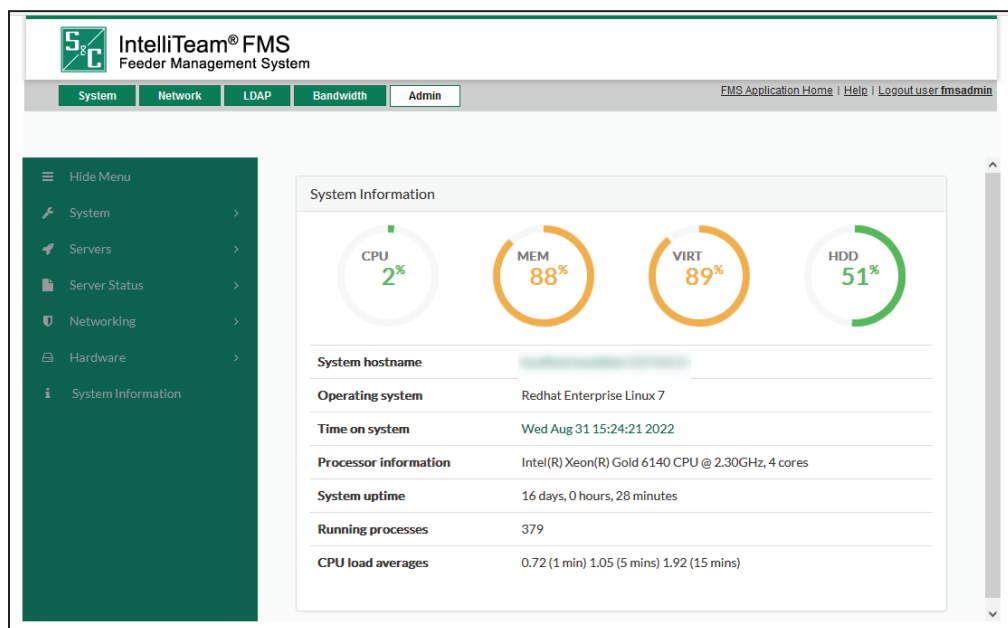 S&C IntelliTeam® FMS
Feeder Management System
System Network LDAP Bandwidth Admin FMS Application Home | Help | Logout user fmsadmin
Hide Menu
System
Servers
Server Status
Networking
Hardware
System Information
System Information
CPU 2%
MEM 88%
VIRT 89%
HDD 51%
System hostname
Operating system Redhat Enterprise Linux 7
Time on system Wed Aug 31 15:24:21 2022
Processor information Intel(R) Xeon(R) Gold 6140 CPU @ 2.30GHz, 4 cores
System uptime 16 days, 0 hours, 28 minutes
Running processes 379
CPU load averages 0.72 (1 min) 1.05 (5 mins) 1.92 (15 mins)